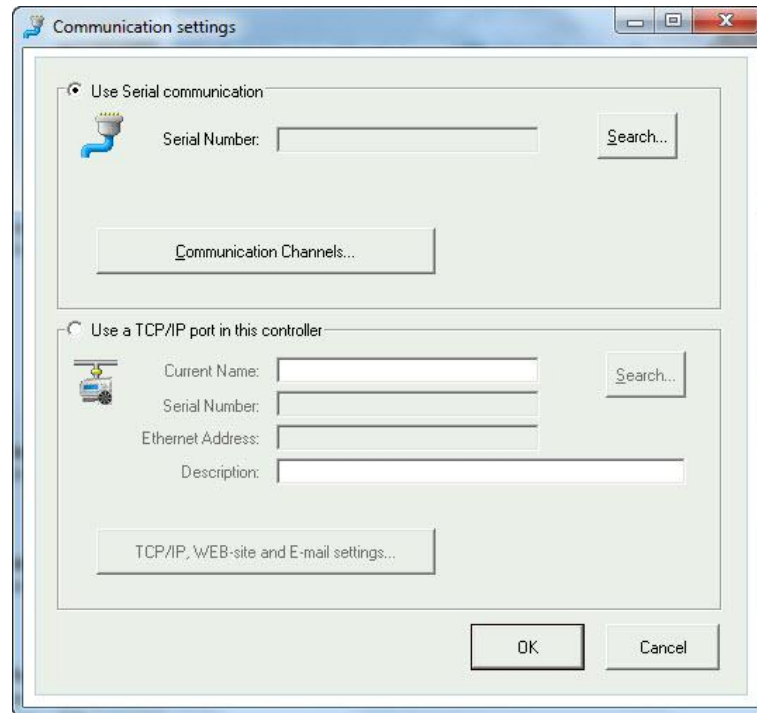 Communication settings
Use Serial communication
Serial Number:
Search...
Communication Channels...
Use a TCP/IP port in this controller
Current Name:
Search...
Serial Number:
Ethernet Address:
Description:
TCP/IP, WEB-site and E-mail settings...
OK
Cancel